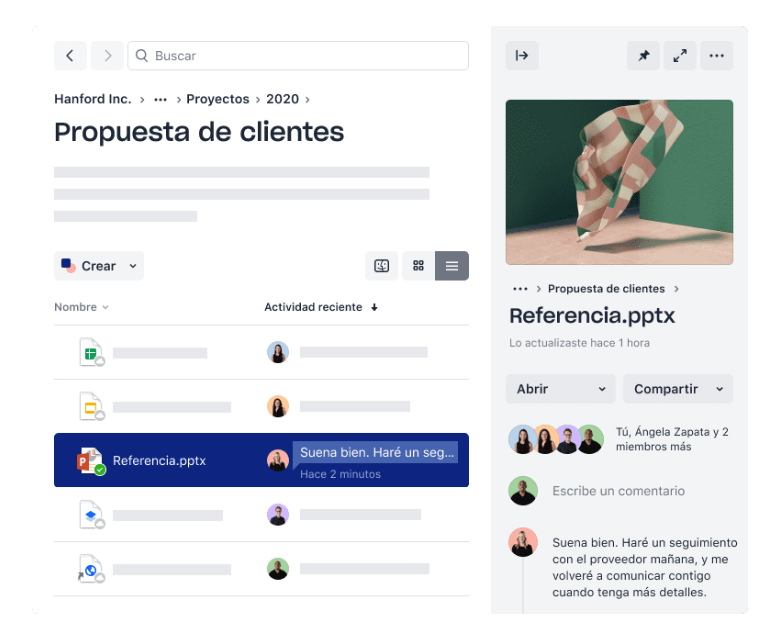 Buscar
Hanford Inc. › ··· › Proyectos › 2020 ›
Propuesta de clientes
Crear
Nombre
Actividad reciente
Referencia.pptx
Suena bien. Haré un seg...
Hace 2 minutos
··· › Propuesta de clientes ›
Referencia.pptx
Lo actualizaste hace 1 hora
Abrir
Compartir
Tú, Ángela Zapata y 2
miembros más
Escribe un comentario
Suena bien. Haré un seguimiento
con el proveedor mañana, y me
volveré a comunicar contigo
cuando tenga más detalles.